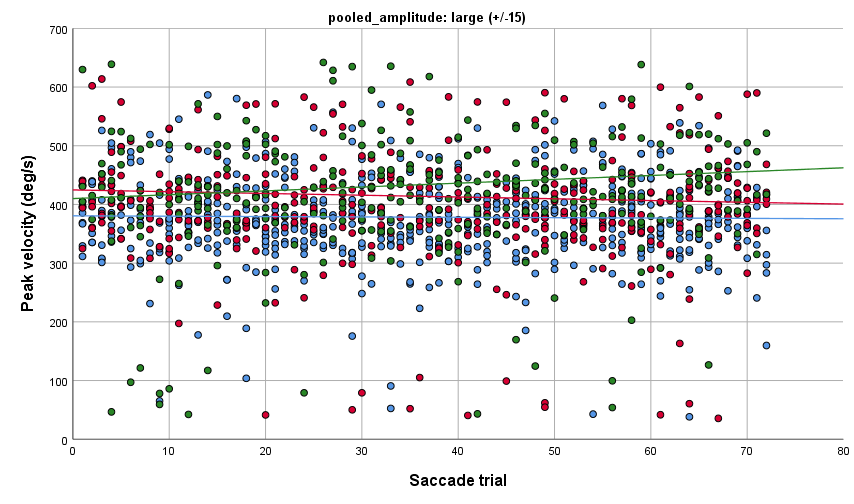 pooled_amplitude: large (+/-15)
700
600
500
400
300
200
100
0
Peak velocity (deg/s)
0 10 20 30 40 50 60 70 80
Saccade trial